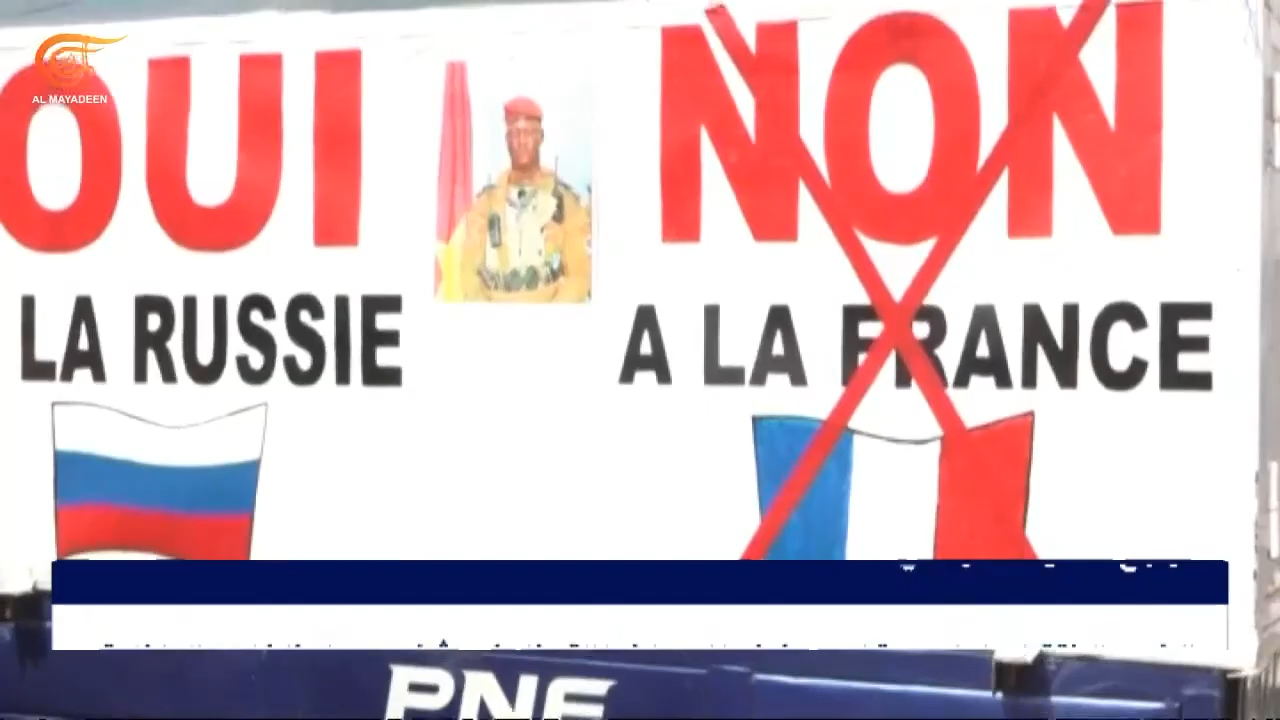 AL MAYADEEN
OUI
LA RUSSIE
NON
A LA FRANCE
PNE